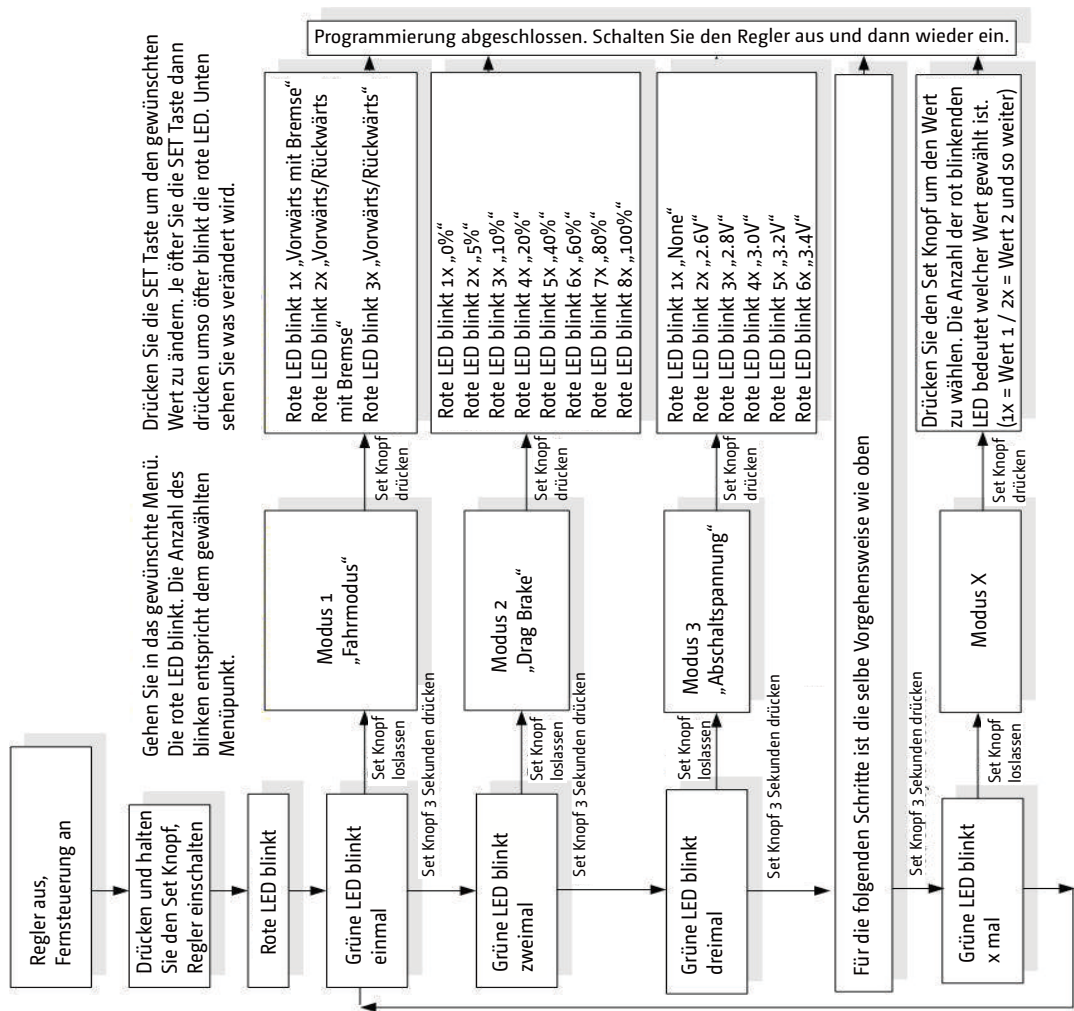 Regler aus,
Fernsteuerung an
Drücken und halten
Sie den Set Knopf,
Regler einschalten
Rote LED blinkt
Gehen Sie in das gewünschte Menü.
Die rote LED blinkt. Die Anzahl des
blinken entspricht dem gewählten
Menüpunkt.
Drücken Sie die SET Taste um den gewünschten
Wert zu ändern. Je öfter Sie die SET Taste dann
drücken umso öfter blinkt die rote LED. Unten
sehen Sie was verändert wird.
Grüne LED blinkt
einmal
Set Knopf
loslassen
Modus 1
„Fahrmodus“
Set Knopf
drücken
Rote LED blinkt 1x „Vorwärts mit Bremse“
Rote LED blinkt 2x „Vorwärts/Rückwärts
mit Bremse“
Rote LED blinkt 3x „Vorwärts/Rückwärts“
Set Knopf 3 Sekunden drücken
Grüne LED blinkt
zweimal
Set Knopf
loslassen
Modus 2
„Drag Brake“
Set Knopf
drücken
Rote LED blinkt 1x „0%“
Rote LED blinkt 2x „5%“
Rote LED blinkt 3x „10%“
Rote LED blinkt 4x „20%“
Rote LED blinkt 5x „40%“
Rote LED blinkt 6x „60%“
Rote LED blinkt 7x „80%“
Rote LED blinkt 8x „100%“
Set Knopf 3 Sekunden drücken
Grüne LED blinkt
dreimal
Set Knopf
loslassen
Modus 3
„Abschaltspannung“
Set Knopf
drücken
Rote LED blinkt 1x „None“
Rote LED blinkt 2x „2.6V“
Rote LED blinkt 3x „2.8V“
Rote LED blinkt 4x „3.0V“
Rote LED blinkt 5x „3.2V“
Rote LED blinkt 6x „3.4V“
Set Knopf 3 Sekunden drücken
Für die folgenden Schritte ist die selbe Vorgehensweise wie oben
Set Knopf 3 Sekunden drücken
Grüne LED blinkt
x mal
Set Knopf
loslassen
Modus X
Set Knopf
drücken
Drücken Sie den Set Knopf um den Wert
zu wählen. Die Anzahl der rot blinkenden
LED bedeutet welcher Wert gewählt ist.
(1x = Wert 1 / 2x = Wert 2 und so weiter)
Programmierung abgeschlossen. Schalten Sie den Regler aus und dann wieder ein.